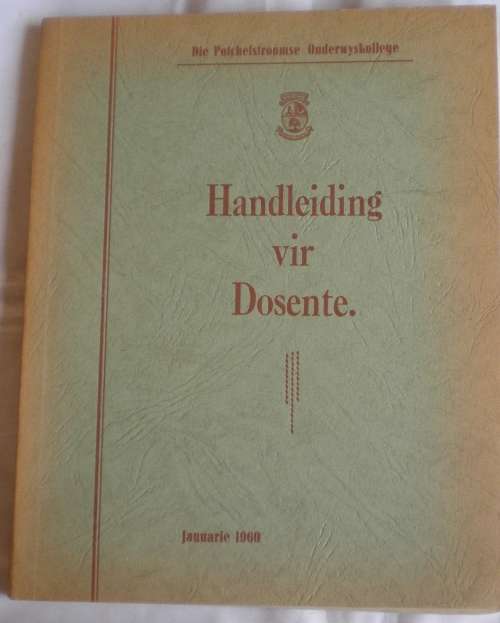 Die Potchefstroomse Onderwyskollege
Handleiding
vir
Dosente.
Januarie 1960